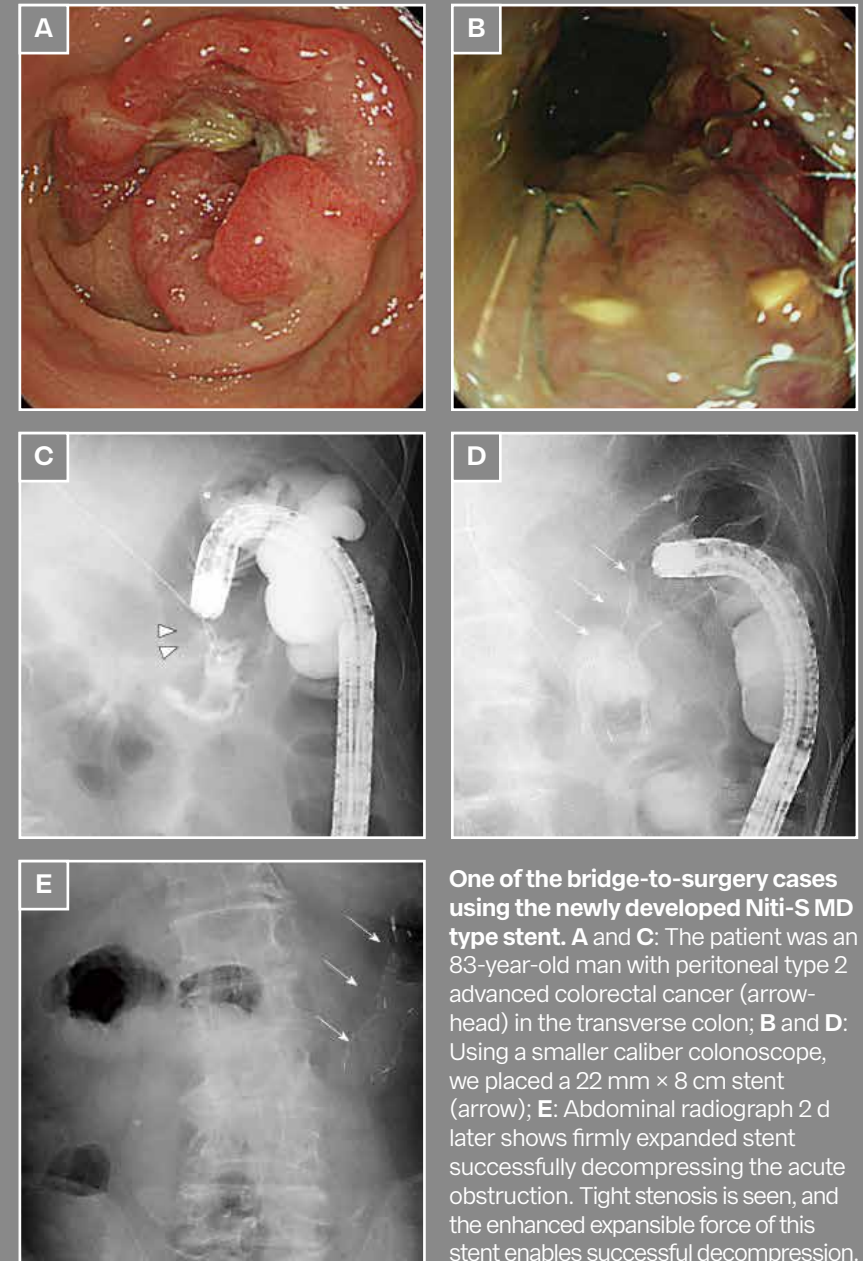 A
B
C
D
E
One of the bridge-to-surgery cases
using the newly developed Niti-S MD
type stent. A and C: The patient was an
83-year-old man with peritoneal type 2
advanced colorectal cancer (arrow-
head) in the transverse colon; B and D:
Using a smaller caliber colonoscope,
we placed a 22 mm × 8 cm stent
(arrow); E: Abdominal radiograph 2 d
later shows firmly expanded stent
successfully decompressing the acute
obstruction. Tight stenosis is seen, and
the enhanced expansible force of this
stent enables successful decompression.